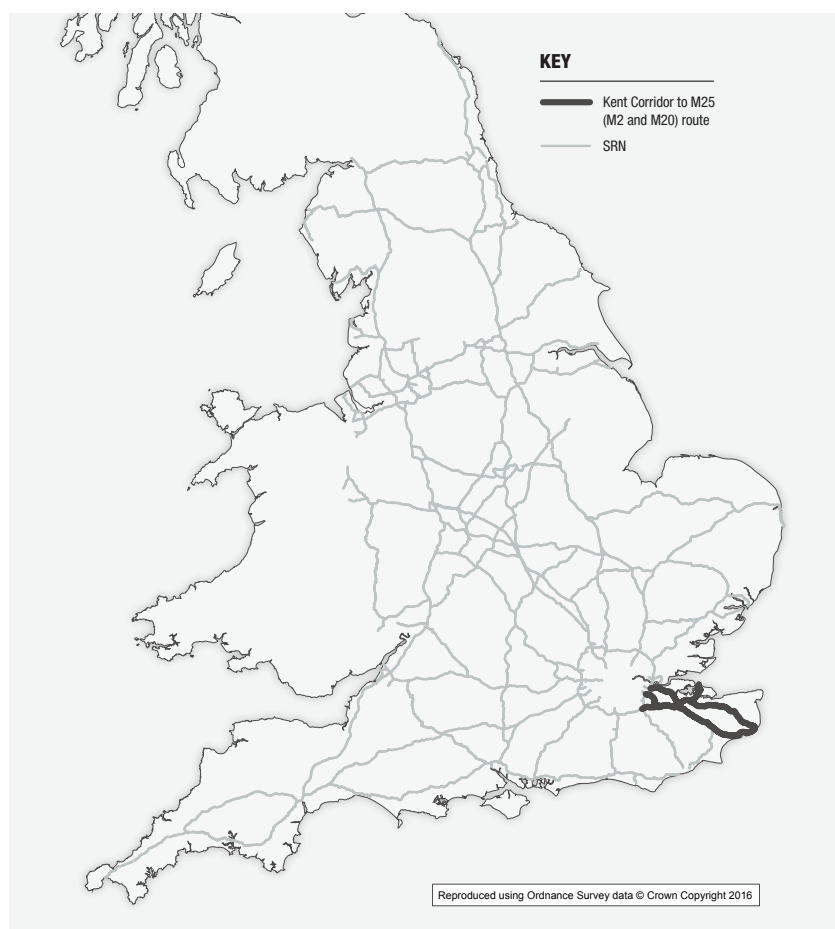 KEY
Kent Corridor to M25
(M2 and M20) route
SRN
Reproduced using Ordnance Survey data © Crown Copyright 2016